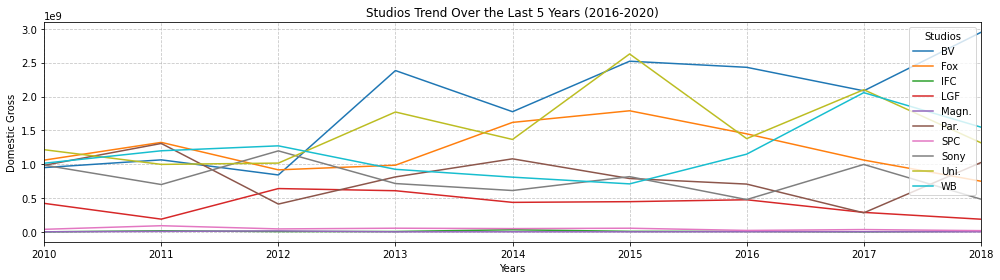 Studios Trend Over the Last 5 Years (2016-2020)
1e9
3.0
2.5
2.0
1.5
1.0
0.5
0.0
Domestic Gross
2010 2011 2012 2013 2014 2015 2016 2017 2018
Years
Studios
BV
Fox
IFC
LGF
Magn.
Par.
SPC
Sony
Uni.
WB